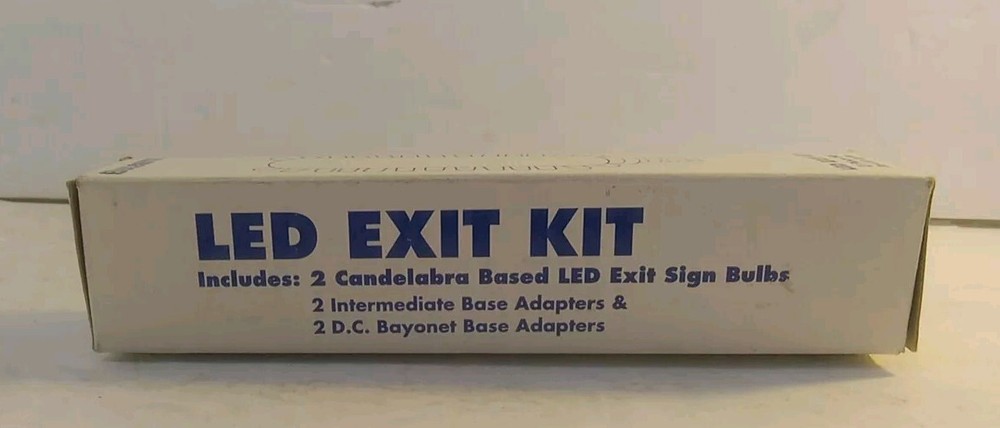 LED EXIT KIT
Includes: 2 Candelabra Based LED Exit Sign Bulbs
2 Intermediate Base Adapters &
2 D.C. Bayonet Base Adapters